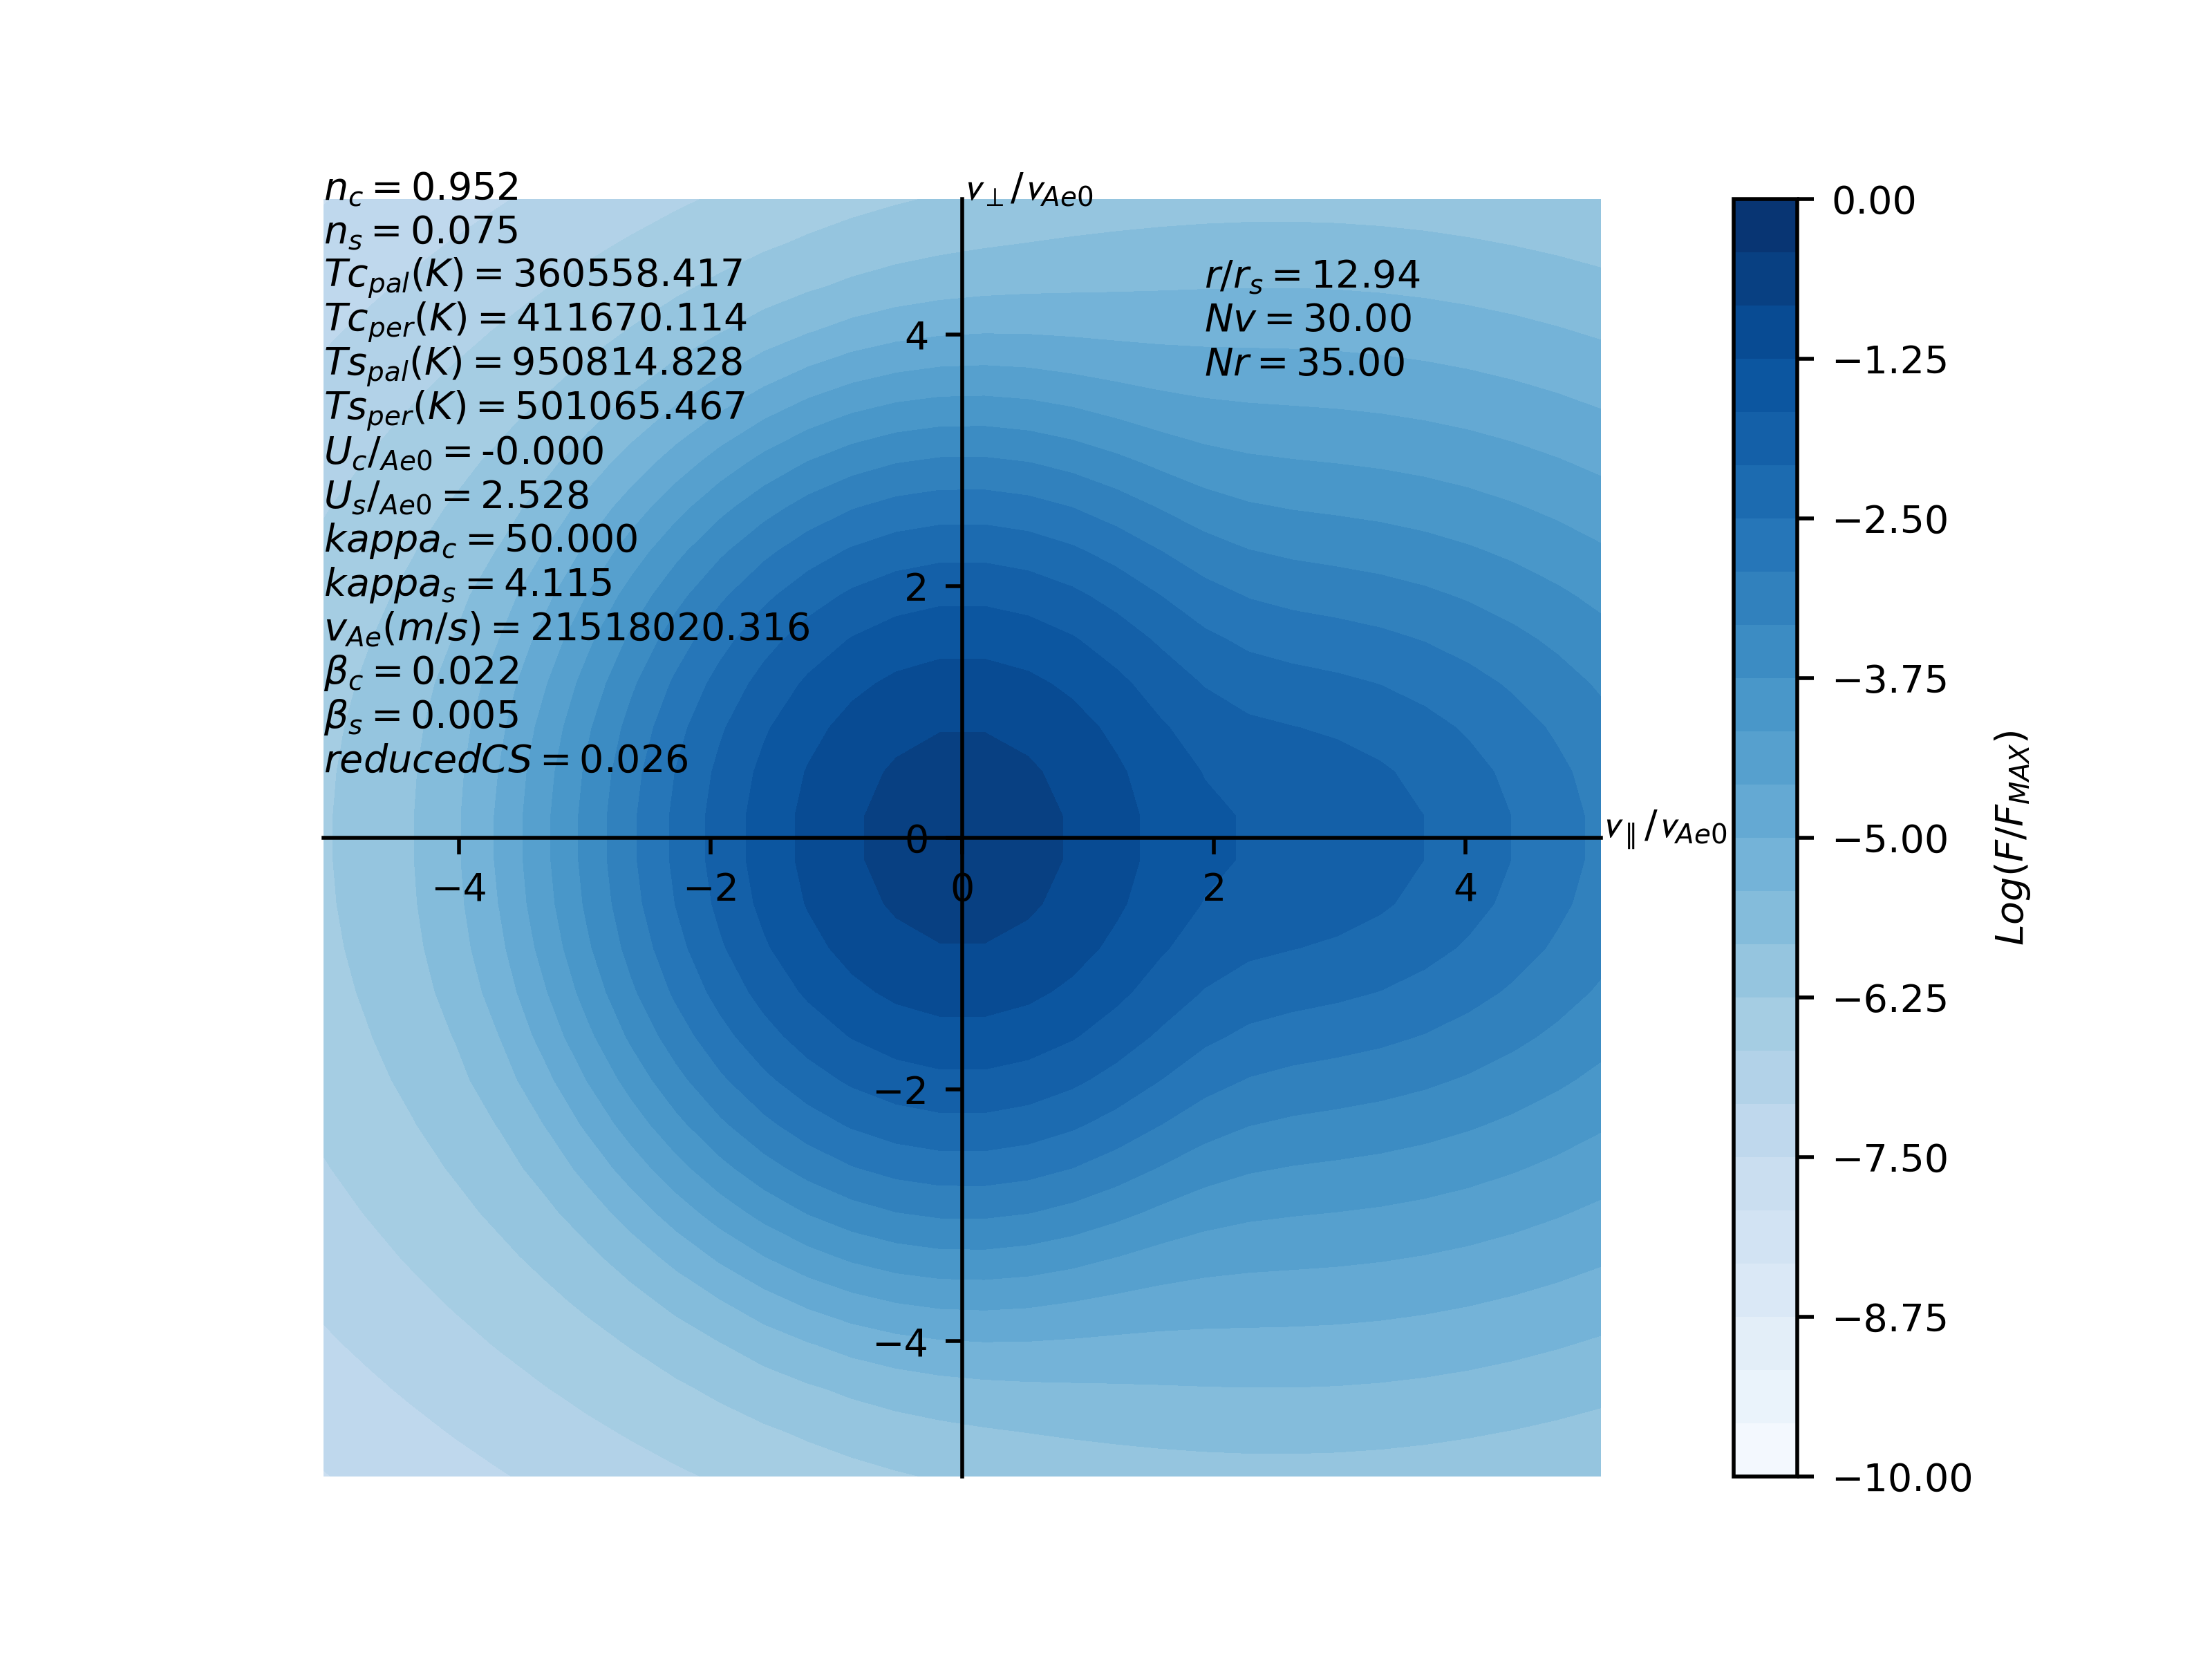 n_c = 0.952
n_s = 0.075
Tc_pal(K) = 360558.417
Tc_per(K) = 411670.114
Ts_pal(K) = 950814.828
Ts_per(K) = 501065.467
U_c/_Ae0 = -0.000
U_s/_Ae0 = 2.528
kappa_c = 50.000
kappa_s = 4.115
v_Ae(m/s) = 21518020.316
β_c = 0.022
β_s = 0.005
reducedCS = 0.026
v_⊥/v_Ae0
r/r_s = 12.94
Nv = 30.00
Nr = 35.00
4
2
0
−2
−4
−4 −2 0 2 4
v_∥/v_Ae0
0.00
−1.25
−2.50
−3.75
−5.00
−6.25
−7.50
−8.75
−10.00
Log(F/F_MAX)